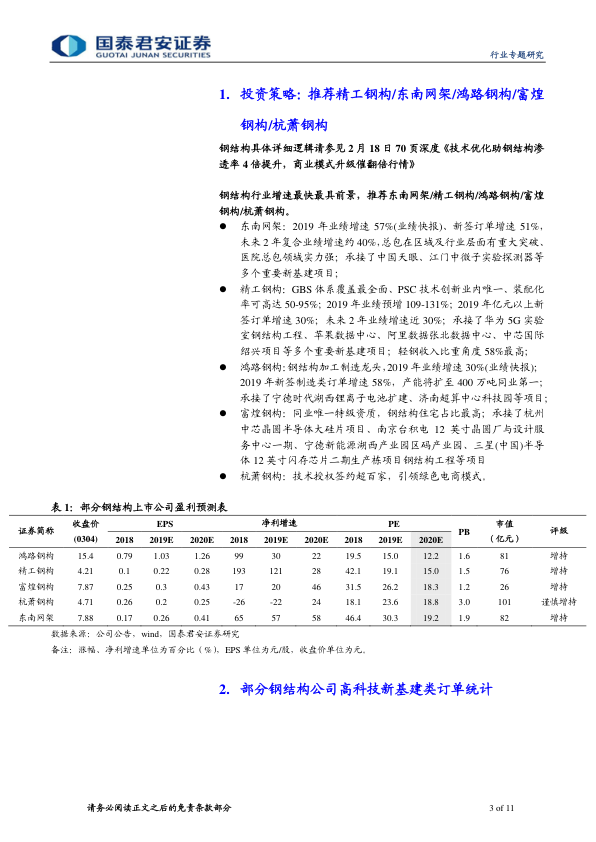 国泰君安证券
GUOTAI JUNAN SECURITIES
行业专题研究
1. 投资策略：推荐精工钢构/东南网架/鸿路钢构/富煌
钢构/杭萧钢构
钢结构具体详细逻辑请参见 2 月 18 日 70 页深度《技术优化助钢结构渗
透率 4 倍提升，商业模式升级催翻倍行情》
钢结构行业增速最快最具前景，推荐东南网架/精工钢构/鸿路钢构/富煌
钢构/杭萧钢构。
● 东南网架：2019 年业绩增速 57%(业绩快报)、新签订单增速 51%，
未来 2 年复合业绩增速约 40%，总包在区域及行业层面有重大突破、
医院总包领域实力强；承接了中国天眼、江门中微子实验探测器等
多个重要新基建项目；
● 精工钢构：GBS 体系覆盖最全面、PSC 技术创新业内唯一、装配化
率可高达 50-95%；2019 年业绩预增 109-131%；2019 年亿元以上新
签订单增速 30%；未来 2 年业绩增速近 30%；承接了华为 5G 实验
室钢结构工程、苹果数据中心、阿里数据张北数据中心、中芯国际
绍兴项目等多个重要新基建项目；轻钢收入比重角度 58%最高；
● 鸿路钢构：钢结构加工制造龙头，2019 年业绩增速 30%(业绩快报)；
2019 年新签制造类订单增速 58%，产能将扩至 400 万吨同业第一；
承接了宁德时代湖西锂离子电池扩建、济南超算中心科技园等项目；
● 富煌钢构：同业唯一特级资质，钢结构住宅占比最高；承接了杭州
中芯晶圆半导体大硅片项目、南京台积电 12 英寸晶圆厂与设计服
务中心一期、宁德新能源湖西产业园区码产业园、三星(中国)半导
体 12 英寸闪存芯片二期生产栋项目钢结构工程等项目
● 杭萧钢构：技术授权签约超百家，引领绿色电商模式。
表 1：部分钢结构上市公司盈利预测表
证券简称 收盘价 EPS 净利增速 PE PB 市值 评级
(0304) 2018 2019E 2020E 2018 2019E 2020E 2018 2019E 2020E （亿元）
鸿路钢构 15.4 0.79 1.03 1.26 99 30 22 19.5 15.0 12.2 1.6 81 增持
精工钢构 4.21 0.1 0.22 0.28 193 121 28 42.1 19.1 15.0 1.5 76 增持
富煌钢构 7.87 0.25 0.3 0.43 17 20 46 31.5 26.2 18.3 1.2 26 增持
杭萧钢构 4.71 0.26 0.2 0.25 -26 -22 24 18.1 23.6 18.8 3.0 101 谨慎增持
东南网架 7.88 0.17 0.26 0.41 65 57 58 46.4 30.3 19.2 1.9 82 增持
数据来源：公司公告，wind，国泰君安证券研究
备注：涨幅、净利增速单位为百分比（%），EPS 单位为元/股，收盘价单位为元。
2. 部分钢结构公司高科技新基建类订单统计
请务必阅读正文之后的免责条款部分
3 of 11